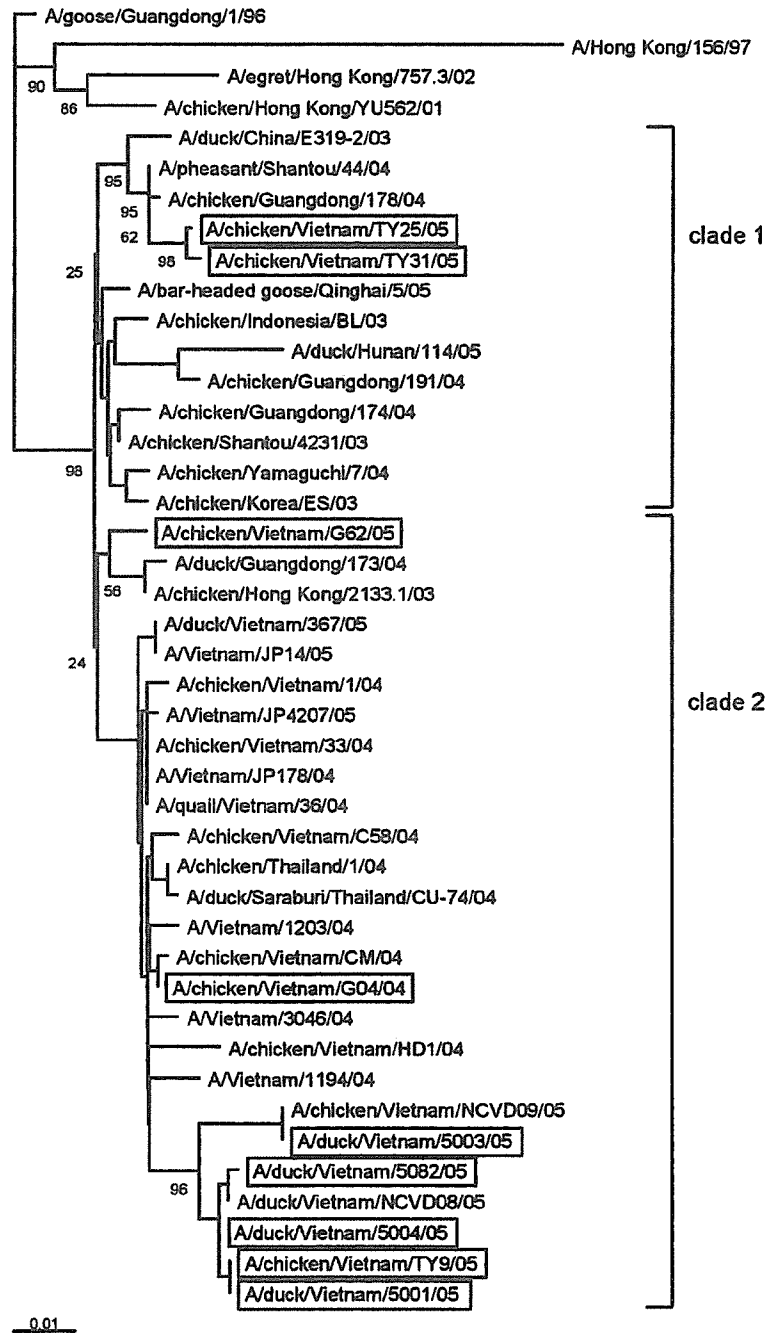 A/goose/Guangdong/1/96
A/Hong Kong/156/97
90
A/egret/Hong Kong/757.3/02
86
A/chicken/Hong Kong/YU562/01
A/duck/China/E319-2/03
95
A/pheasant/Shantou/44/04
A/chicken/Guangdong/178/04
95
62
A/chicken/Vietnam/TY25/05
clade 1
98
A/chicken/Vietnam/TY31/05
25
A/bar-headed goose/Qinghai/5/05
A/chicken/Indonesia/BL/03
A/duck/Hunan/114/05
A/chicken/Guangdong/191/04
A/chicken/Guangdong/174/04
A/chicken/Shantou/4231/03
98
A/chicken/Yamaguchi/7/04
A/chicken/Korea/ES/03
A/chicken/Vietnam/G62/05
A/duck/Guangdong/173/04
56
A/chicken/Hong Kong/2133.1/03
A/duck/Vietnam/367/05
A/Vietnam/JP14/05
24
A/chicken/Vietnam/1/04
clade 2
A/Vietnam/JP4207/05
A/chicken/Vietnam/33/04
A/Vietnam/JP178/04
A/quail/Vietnam/36/04
A/chicken/Vietnam/C58/04
A/chicken/Thailand/1/04
A/duck/Saraburi/Thailand/CU-74/04
A/Vietnam/1203/04
A/chicken/Vietnam/CM/04
A/chicken/Vietnam/G04/04
A/Vietnam/3046/04
A/chicken/Vietnam/HD1/04
A/Vietnam/1194/04
A/chicken/Vietnam/NCVD09/05
A/duck/Vietnam/5003/05
A/duck/Vietnam/5082/05
96
A/duck/Vietnam/NCVD08/05
A/duck/Vietnam/5004/05
A/chicken/Vietnam/TY9/05
A/duck/Vietnam/5001/05
0.01